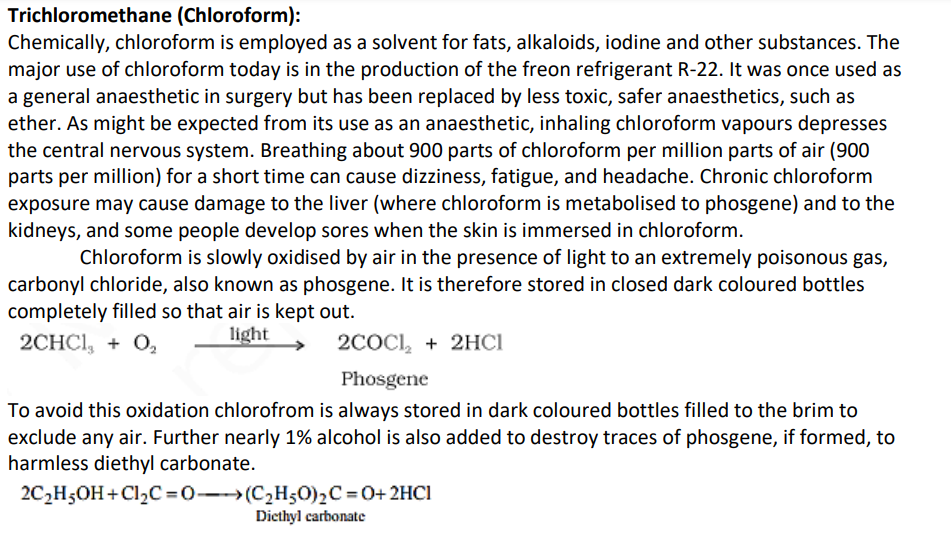 Trichloromethane (Chloroform):
Chemically, chloroform is employed as a solvent for fats, alkaloids, iodine and other substances. The
major use of chloroform today is in the production of the freon refrigerant R-22. It was once used as
a general anaesthetic in surgery but has been replaced by less toxic, safer anaesthetics, such as
ether. As might be expected from its use as an anaesthetic, inhaling chloroform vapours depresses
the central nervous system. Breathing about 900 parts of chloroform per million parts of air (900
parts per million) for a short time can cause dizziness, fatigue, and headache. Chronic chloroform
exposure may cause damage to the liver (where chloroform is metabolised to phosgene) and to the
kidneys, and some people develop sores when the skin is immersed in chloroform.
Chloroform is slowly oxidised by air in the presence of light to an extremely poisonous gas,
carbonyl chloride, also known as phosgene. It is therefore stored in closed dark coloured bottles
completely filled so that air is kept out.
2CHCl₃ + O₂ light → 2COCl₂ + 2HCl
Phosgene
To avoid this oxidation chlorofrom is always stored in dark coloured bottles filled to the brim to
exclude any air. Further nearly 1% alcohol is also added to destroy traces of phosgene, if formed, to
harmless diethyl carbonate.
2C₂H₅OH + Cl₂C = O ⟶ (C₂H₅O)₂C = O + 2HCl
Diethyl carbonate